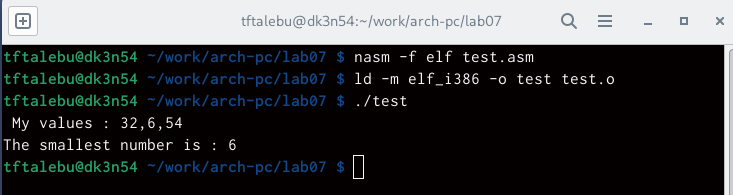 tftalebu@dk3n54:~/work/arch-pc/lab07
tftalebu@dk3n54 ~/work/arch-pc/lab07 $ nasm -f elf test.asm
tftalebu@dk3n54 ~/work/arch-pc/lab07 $ ld -m elf_i386 -o test test.o
tftalebu@dk3n54 ~/work/arch-pc/lab07 $ ./test
My values : 32,6,54
The smallest number is : 6
tftalebu@dk3n54 ~/work/arch-pc/lab07 $